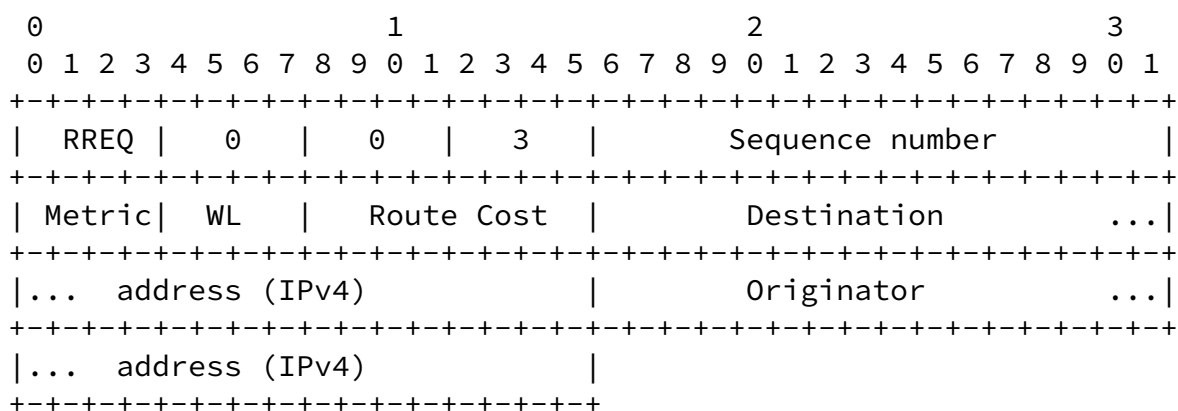 0                   1                   2                   3
 0 1 2 3 4 5 6 7 8 9 0 1 2 3 4 5 6 7 8 9 0 1 2 3 4 5 6 7 8 9 0 1
+-+-+-+-+-+-+-+-+-+-+-+-+-+-+-+-+-+-+-+-+-+-+-+-+-+-+-+-+-+-+-+-+
|  RREQ |   0   |   0   |   3   |       Sequence number         |
+-+-+-+-+-+-+-+-+-+-+-+-+-+-+-+-+-+-+-+-+-+-+-+-+-+-+-+-+-+-+-+-+
| Metric|  WL   |   Route Cost  |        Destination         ...|
+-+-+-+-+-+-+-+-+-+-+-+-+-+-+-+-+-+-+-+-+-+-+-+-+-+-+-+-+-+-+-+-+
|...  address (IPv4)            |        Originator          ...|
+-+-+-+-+-+-+-+-+-+-+-+-+-+-+-+-+-+-+-+-+-+-+-+-+-+-+-+-+-+-+-+-+
|...  address (IPv4)            |
+-+-+-+-+-+-+-+-+-+-+-+-+-+-+-+-+